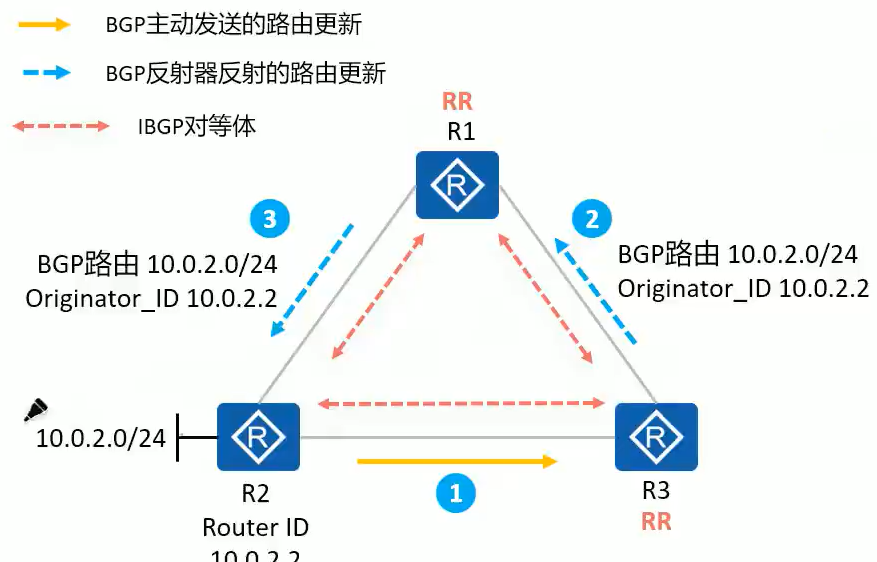 BGP主动发送的路由更新
BGP反射器反射的路由更新
IBGP对等体
RR
R1
R
3
2
BGP路由 10.0.2.0/24
Originator_ID 10.0.2.2
BGP路由 10.0.2.0/24
Originator_ID 10.0.2.2
10.0.2.0/24
R
R
1
R2
Router ID
10.0.2.2
R3
RR